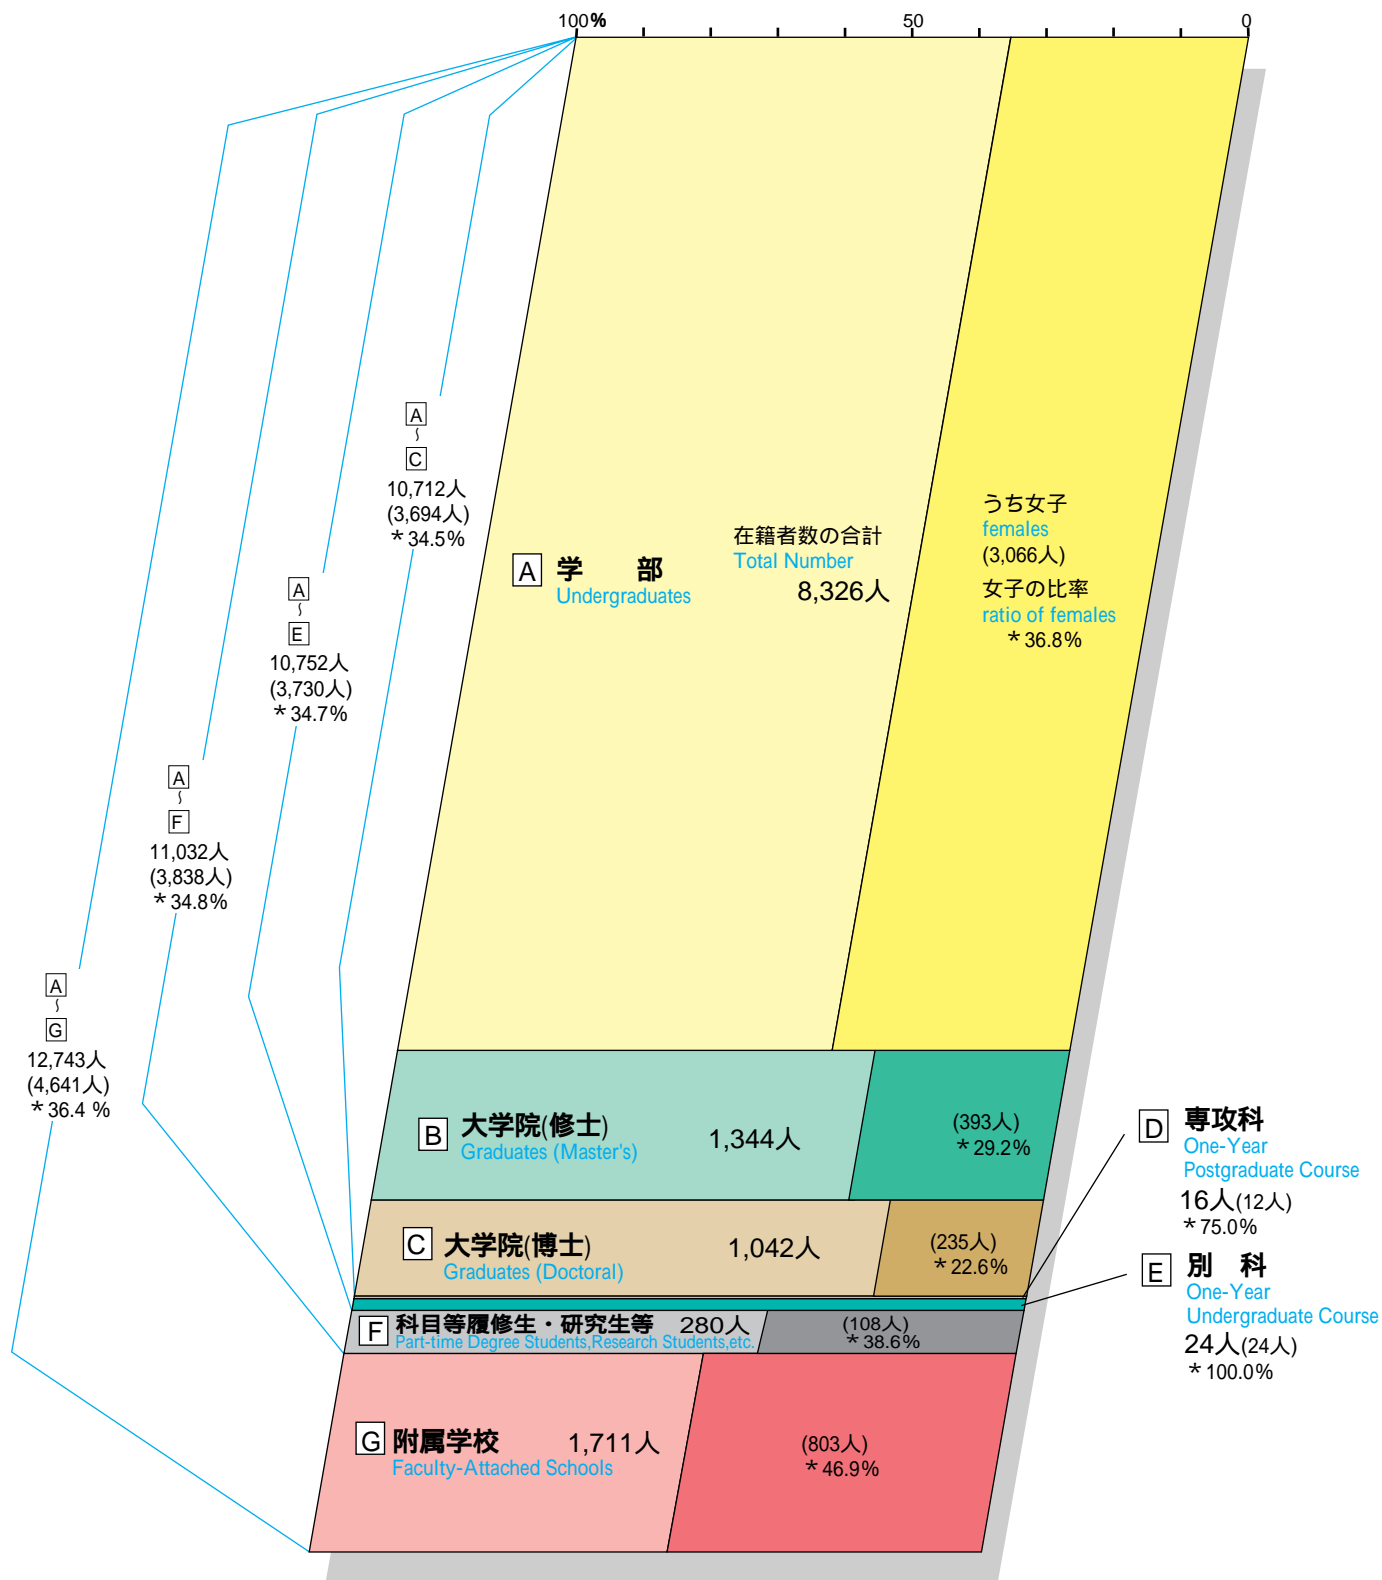 100%
50
0
A
~
C
10,712人
(3,694人)
*34.5%
A
~
E
10,752人
(3,730人)
*34.7%
A
~
F
11,032人
(3,838人)
*34.8%
A
~
G
12,743人
(4,641人)
*36.4 %
A 学 部
Undergraduates
在籍者数の合計
Total Number
8,326人
うち女子
females
(3,066人)
女子の比率
ratio of females
*36.8%
B 大学院(修士)
Graduates (Master's)
1,344人
(393人)
*29.2%
C 大学院(博士)
Graduates (Doctoral)
1,042人
(235人)
*22.6%
D 専攻科
One-Year
Postgraduate Course
16人(12人)
*75.0%
E 別 科
One-Year
Undergraduate Course
24人(24人)
*100.0%
F 科目等履修生・研究生等 280人
Part-time Degree Students,Research Students,etc.
(108人)
*38.6%
G 附属学校 1,711人
Faculty-Attached Schools
(803人)
*46.9%